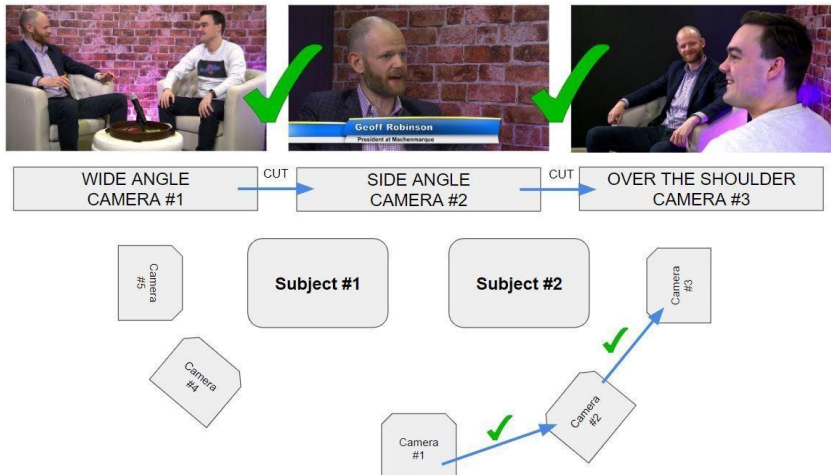 Geoff Robinson
President at Machenmarque
WIDE ANGLE
CAMERA #1
CUT
SIDE ANGLE
CAMERA #2
CUT
OVER THE SHOULDER
CAMERA #3
Camera
#5
Subject #1
Subject #2
Camera
#3
Camera
#4
Camera
#2
Camera
#1